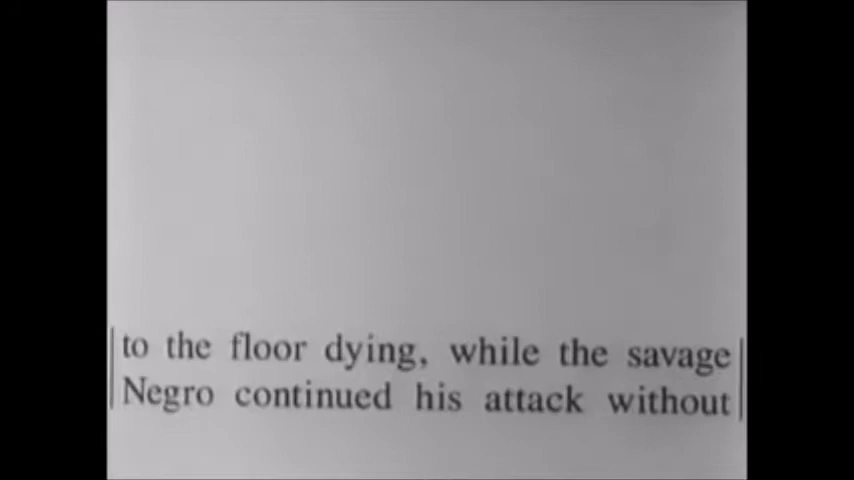 to the floor dying, while the savage
Negro continued his attack without